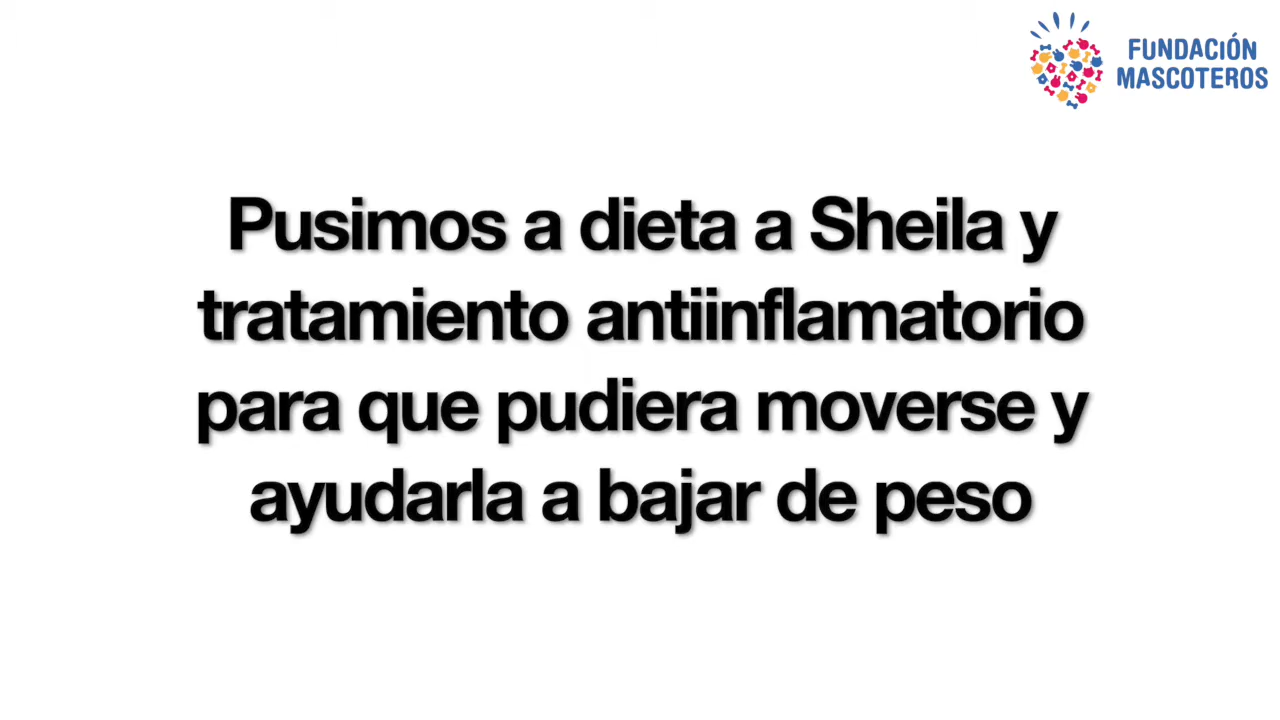 FUNDACIÓN
MASCOTEROS
Pusimos a dieta a Sheila y
tratamiento antiinflamatorio
para que pudiera moverse y
ayudarla a bajar de peso